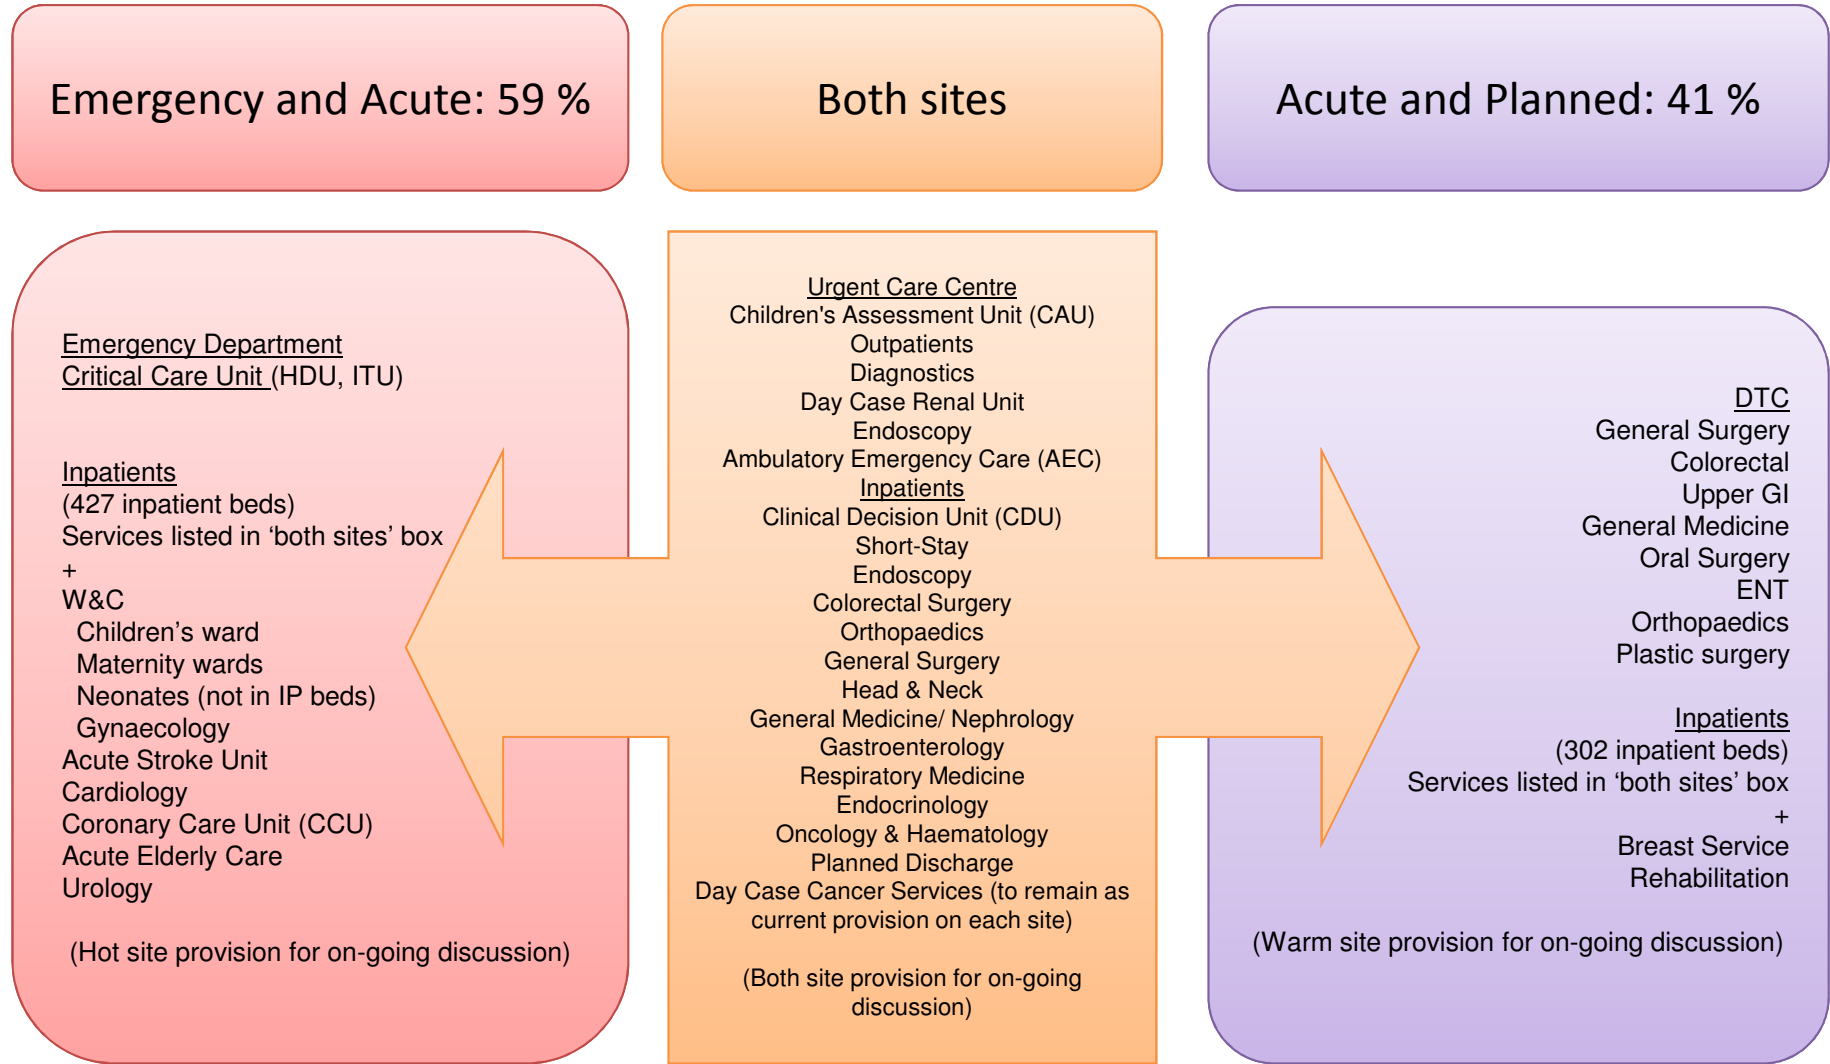 Emergency and Acute: 59 %
Both sites
Acute and Planned: 41 %
Emergency Department
Critical Care Unit (HDU, ITU)
Inpatients
(427 inpatient beds)
Services listed in ‘both sites’ box
+
W&C
Children’s ward
Maternity wards
Neonates (not in IP beds)
Gynaecology
Acute Stroke Unit
Cardiology
Coronary Care Unit (CCU)
Acute Elderly Care
Urology
(Hot site provision for on-going discussion)
Urgent Care Centre
Children's Assessment Unit (CAU)
Outpatients
Diagnostics
Day Case Renal Unit
Endoscopy
Ambulatory Emergency Care (AEC)
Inpatients
Clinical Decision Unit (CDU)
Short-Stay
Endoscopy
Colorectal Surgery
Orthopaedics
General Surgery
Head & Neck
General Medicine/ Nephrology
Gastroenterology
Respiratory Medicine
Endocrinology
Oncology & Haematology
Planned Discharge
Day Case Cancer Services (to remain as
current provision on each site)
(Both site provision for on-going
discussion)
DTC
General Surgery
Colorectal
Upper GI
General Medicine
Oral Surgery
ENT
Orthopaedics
Plastic surgery
Inpatients
(302 inpatient beds)
Services listed in ‘both sites’ box
+
Breast Service
Rehabilitation
(Warm site provision for on-going discussion)